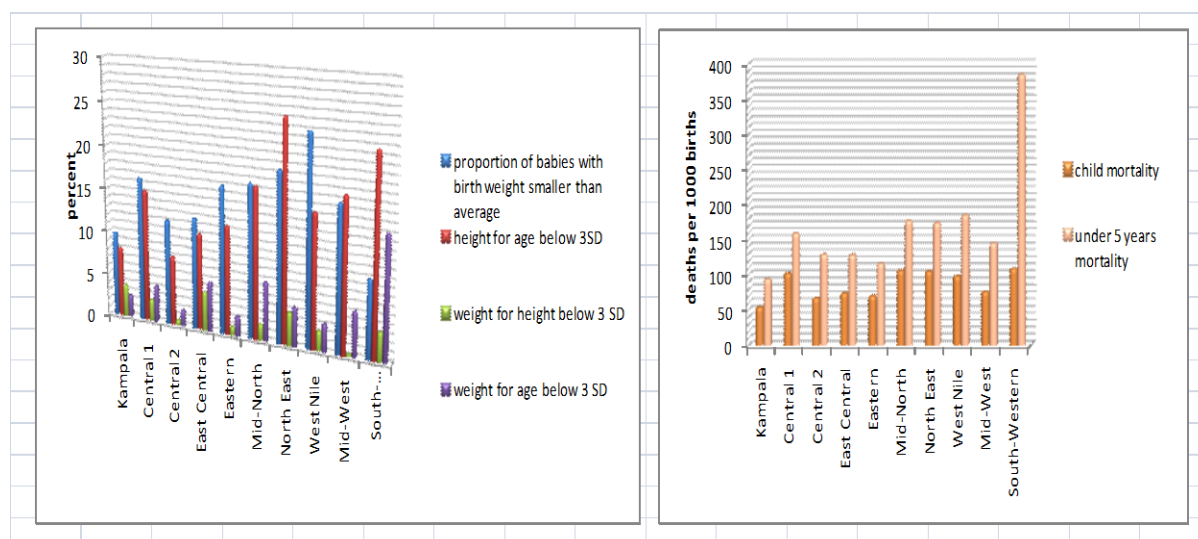 30
25
20
15
10
5
0
percent
Kampala
Central 1
Central 2
East Central
Eastern
Mid-North
North East
West Nile
Mid-West
South-...
proportion of babies with
birth weight smaller than
average
height for age below 3SD
weight for height below 3 SD
weight for age below 3 SD
400
350
300
250
200
150
100
50
0
deaths per 1000 births
Kampala
Central 1
Central 2
East Central
Eastern
Mid-North
North East
West Nile
Mid-West
South-Western
child mortality
under 5 years
mortality